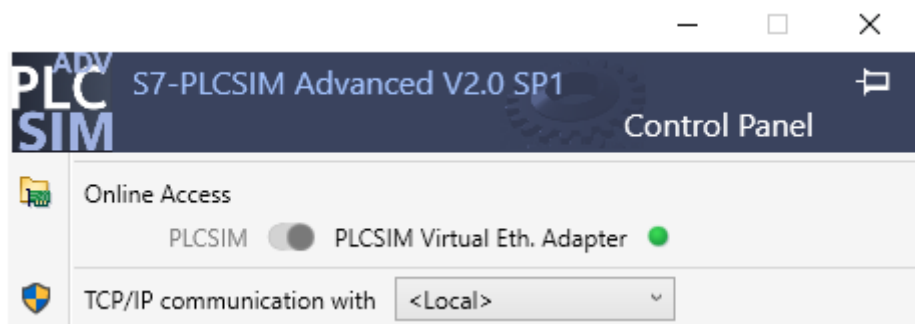 ADV
PLC
SIM
S7-PLCSIM Advanced V2.0 SP1
Control Panel
Online Access
PLCSIM PLCSIM Virtual Eth. Adapter
TCP/IP communication with <Local>